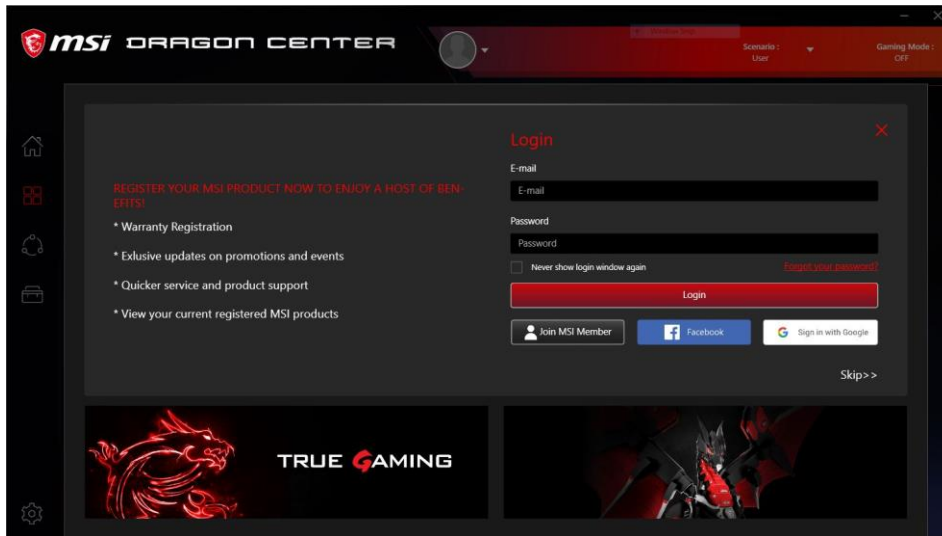 msi DRAGON CENTER
Window Snip
Scenario :
User
Gaming Mode :
OFF
Login
E-mail
E-mail
REGISTER YOUR MSI PRODUCT NOW TO ENJOY A HOST OF BEN-
EFITS!
* Warranty Registration
* Exlusive updates on promotions and events
* Quicker service and product support
* View your current registered MSI products
Password
Password
Never show login window again
Forgot your password?
Login
Join MSI Member
Facebook
Sign in with Google
Skip>>
TRUE GAMING